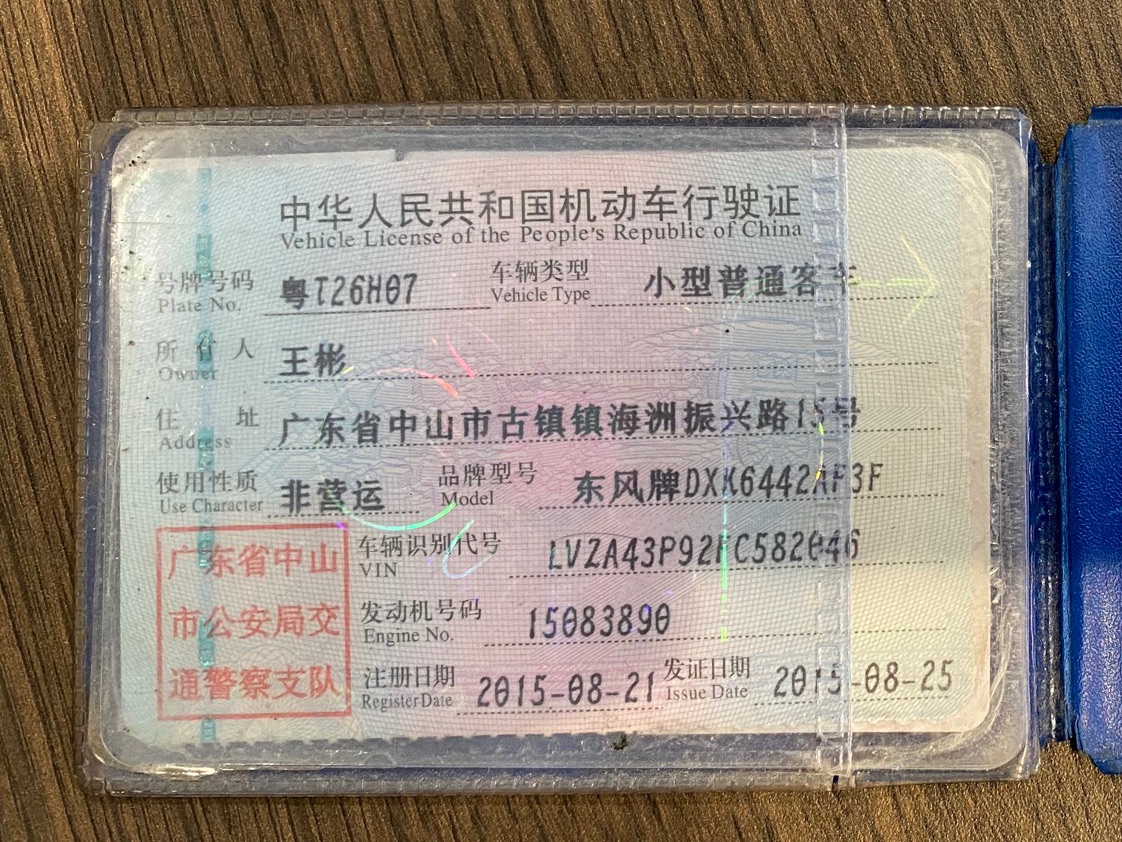 中华人民共和国机动车行驶证
Vehicle License of the People's Republic of China
号牌号码 粤T26H07 车辆类型 小型普通客车
Plate No. Vehicle Type
所有人 王彬
Owner
住址 广东省中山市古镇镇海洲振兴路15号
Address
使用性质 非营运 品牌型号 东风牌DXK6442AF3F
Use Character Model
车辆识别代号 LVZA43P92FC582046
VIN
发动机号码 15083890
Engine No.
注册日期 2015-08-21 发证日期 2015-08-25
Register Date Issue Date
广东省中山
市公安局交
通警察支队